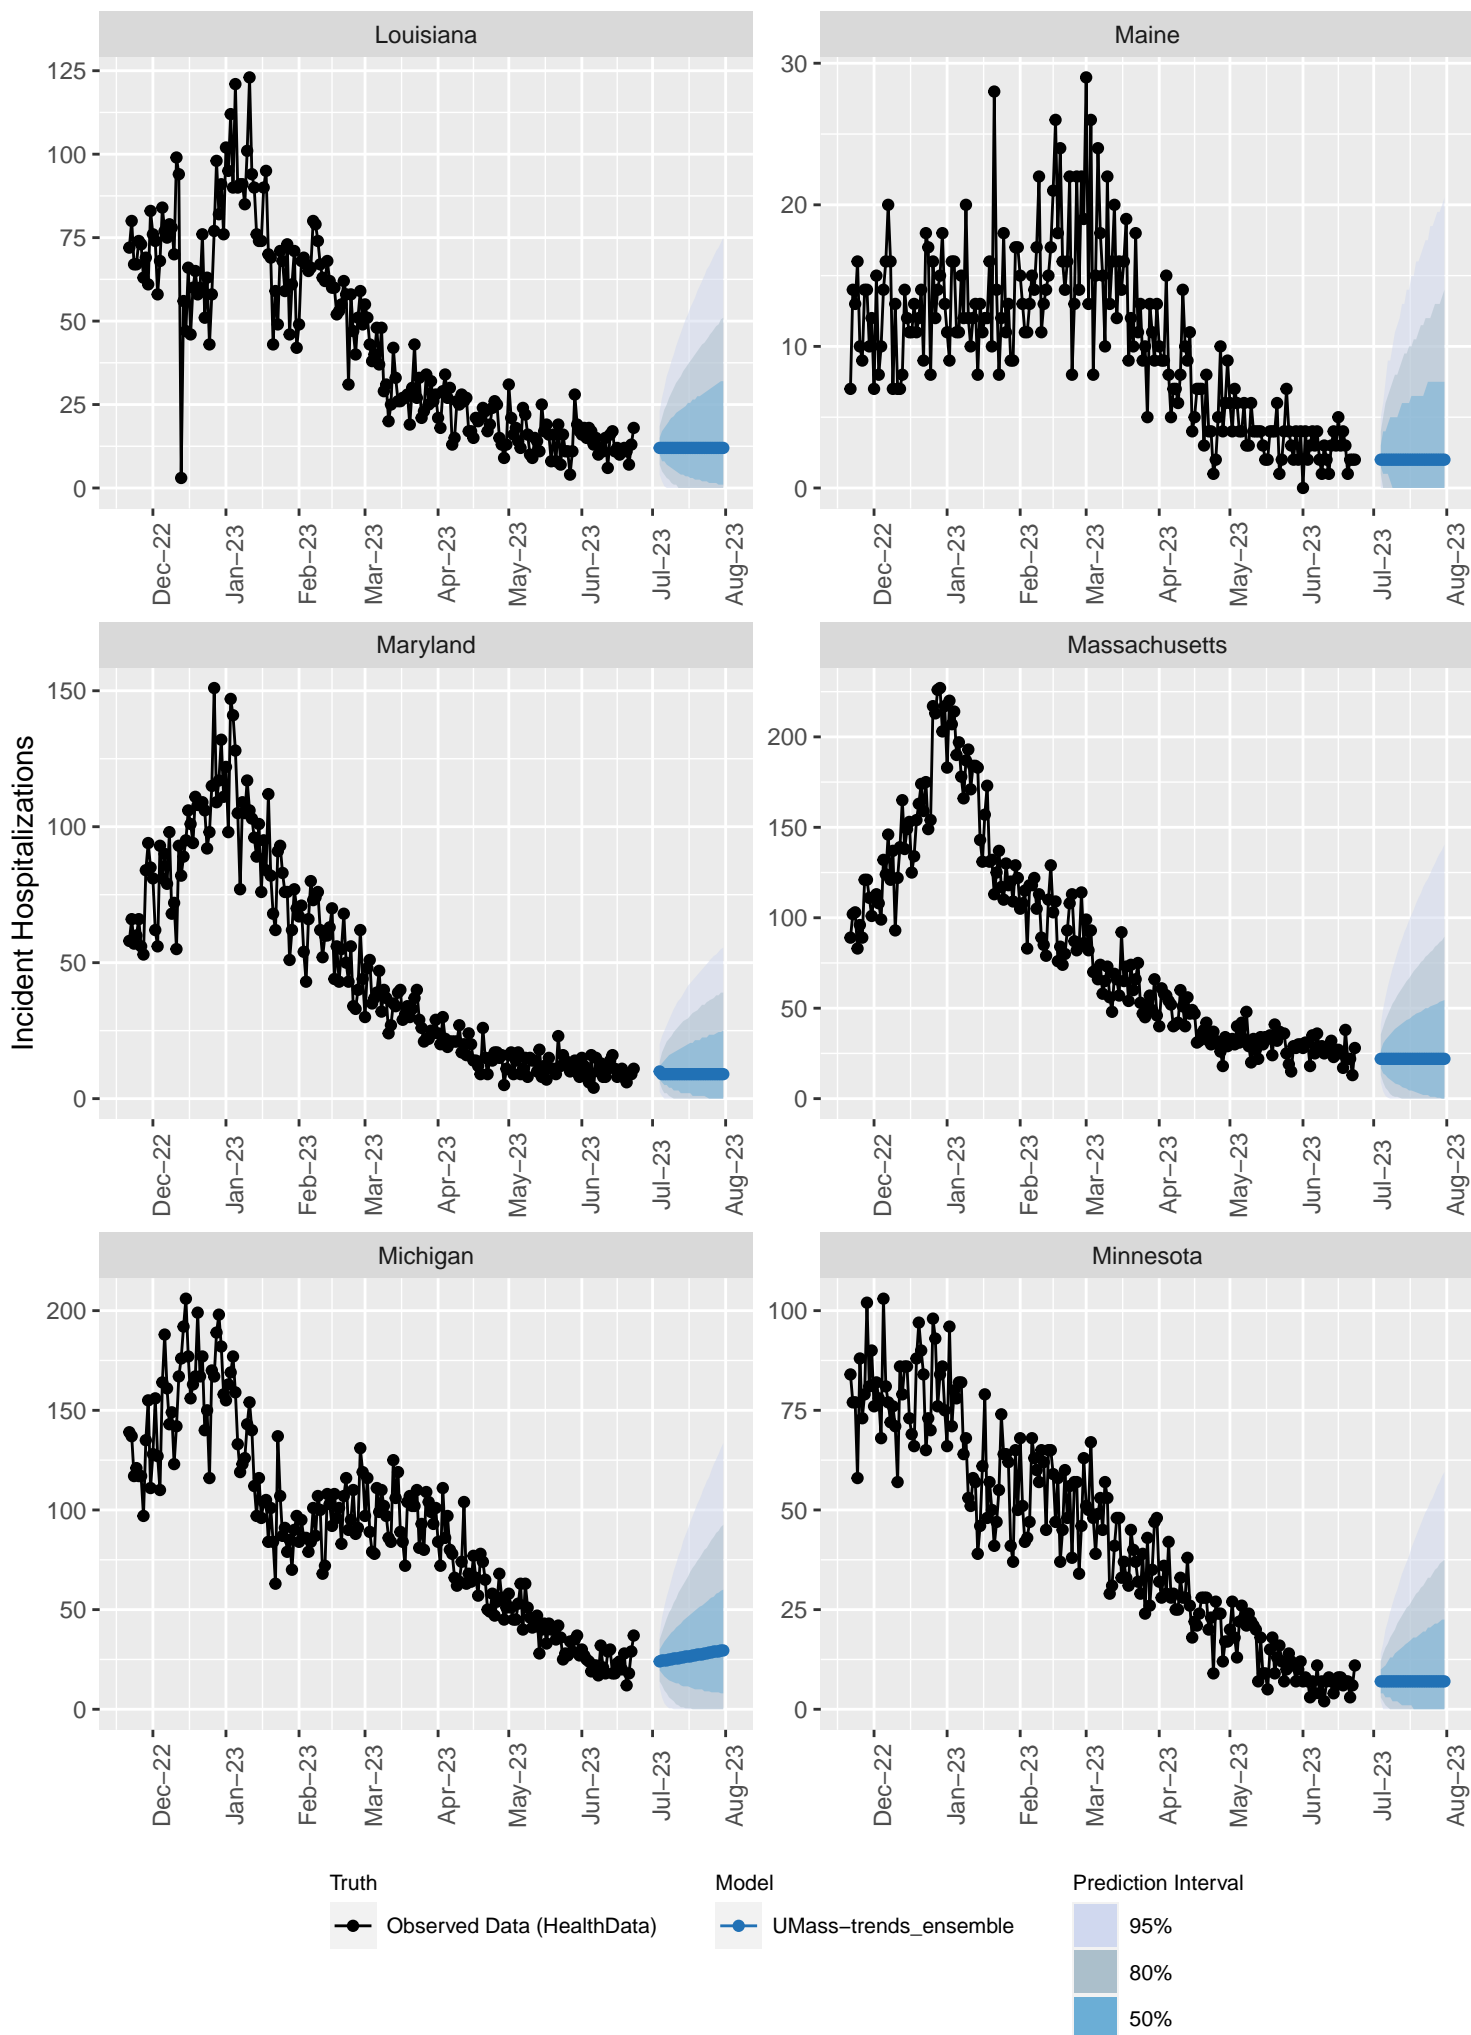 Louisiana
Maine
125
100
75
50
25
0
30
20
10
0
Dec−22
Jan−23
Feb−23
Mar−23
Apr−23
May−23
Jun−23
Jul−23
Aug−23
Dec−22
Jan−23
Feb−23
Mar−23
Apr−23
May−23
Jun−23
Jul−23
Aug−23
Incident Hospitalizations
Maryland
Massachusetts
150
100
50
0
200
150
100
50
0
Dec−22
Jan−23
Feb−23
Mar−23
Apr−23
May−23
Jun−23
Jul−23
Aug−23
Dec−22
Jan−23
Feb−23
Mar−23
Apr−23
May−23
Jun−23
Jul−23
Aug−23
Michigan
Minnesota
200
150
100
50
0
100
75
50
25
0
Dec−22
Jan−23
Feb−23
Mar−23
Apr−23
May−23
Jun−23
Jul−23
Aug−23
Dec−22
Jan−23
Feb−23
Mar−23
Apr−23
May−23
Jun−23
Jul−23
Aug−23
Truth
Observed Data (HealthData)
Model
UMass−trends_ensemble
Prediction Interval
95%
80%
50%